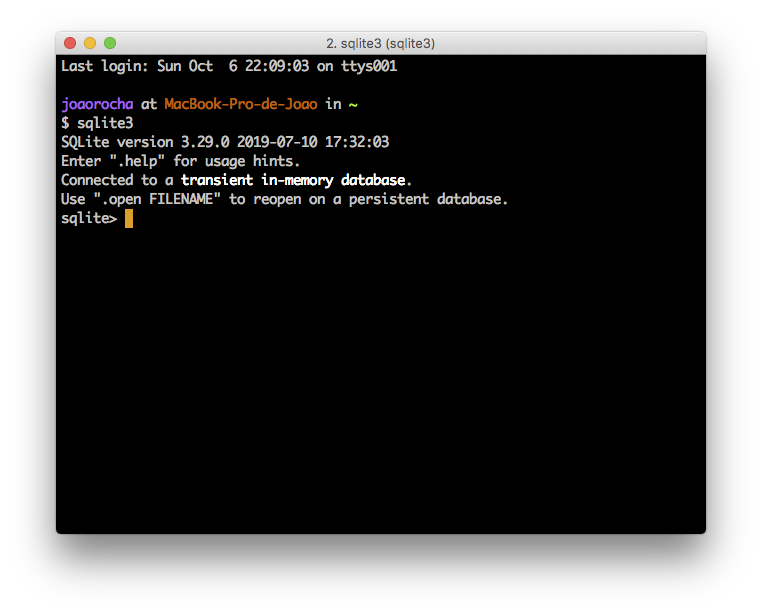 2. sqlite3 (sqlite3)
Last login: Sun Oct  6 22:09:03 on ttys001
joaorocha at MacBook-Pro-de-Joao in ~
$ sqlite3
SQLite version 3.29.0 2019-07-10 17:32:03
Enter ".help" for usage hints.
Connected to a transient in-memory database.
Use ".open FILENAME" to reopen on a persistent database.
sqlite>